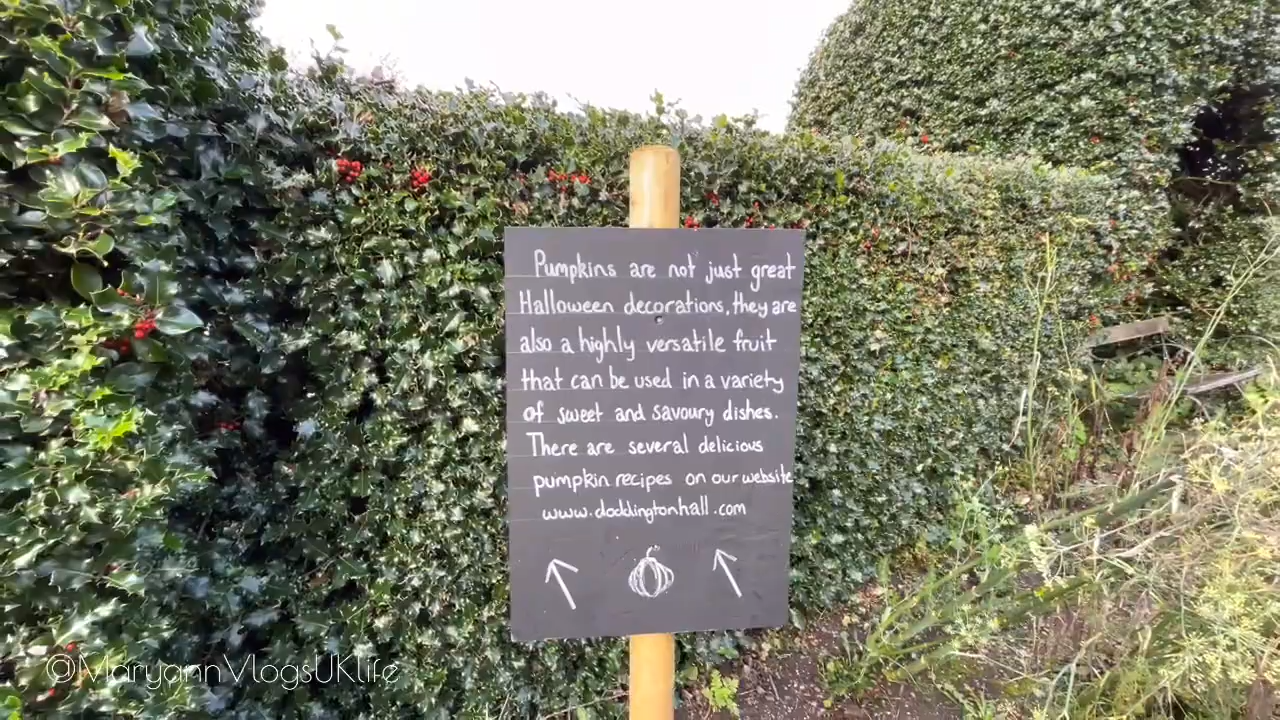 Pumpkins are not just great
Halloween decorations, they are
also a highly versatile fruit
that can be used in a variety
of sweet and savoury dishes.
There are several delicious
pumpkin recipes on our website
www.doddingtonhall.com
©MaryannVlogsUKlife